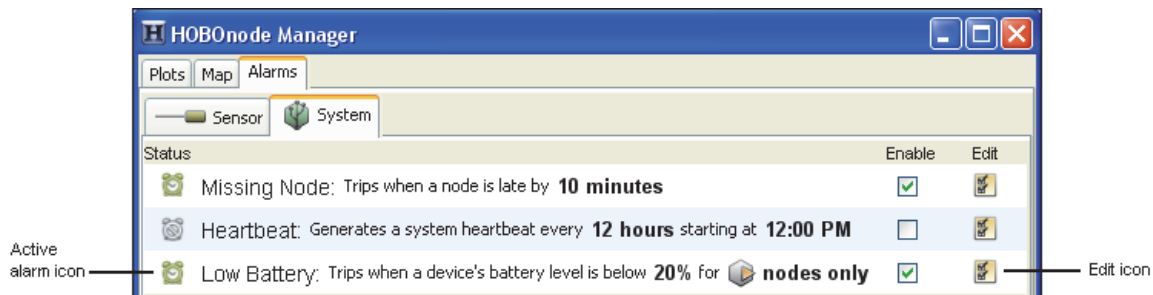 HOBOnode Manager
Plots Map Alarms
Sensor System
Status Enable Edit
Missing Node: Trips when a node is late by 10 minutes
Heartbeat: Generates a system heartbeat every 12 hours starting at 12:00 PM
Active
alarm icon
Low Battery: Trips when a device's battery level is below 20% for nodes only
Edit icon